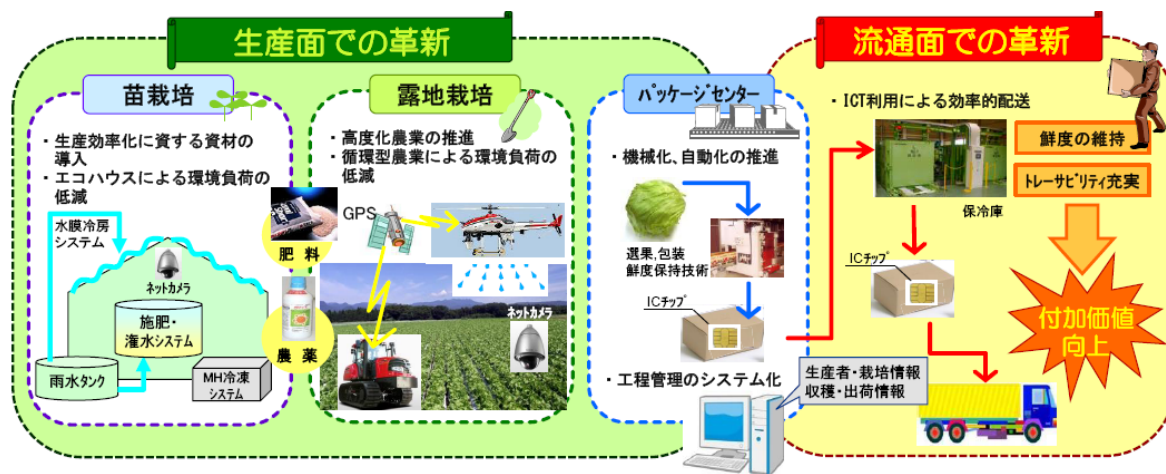 生産面での革新
流通面での革新
苗栽培
・生産効率化に資する資材の
導入
・エコハウスによる環境負荷の
低減
水膜冷房
システム
ネットカメラ
施肥・
潅水システム
雨水タンク
MH冷凍
システム
肥料
農薬
露地栽培
・高度化農業の推進
・循環型農業による環境負荷の
低減
GPS
ネットカメラ
パッケージセンター
・機械化、自動化の推進
選果,包装
鮮度保持技術
ICチップ
・工程管理のシステム化
生産者・栽培情報
収穫・出荷情報
・ICT利用による効率的配送
保冷庫
ICチップ
鮮度の維持
トレーサビリティ充実
付加価値
向上